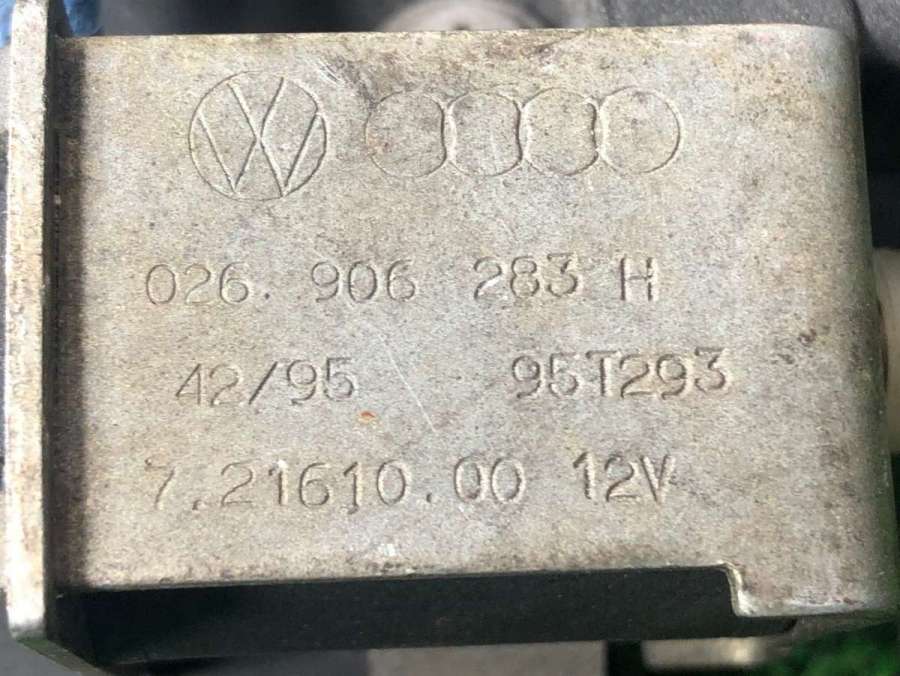 026. 906 283 H
42/95 95T293
7.21610.00 12V